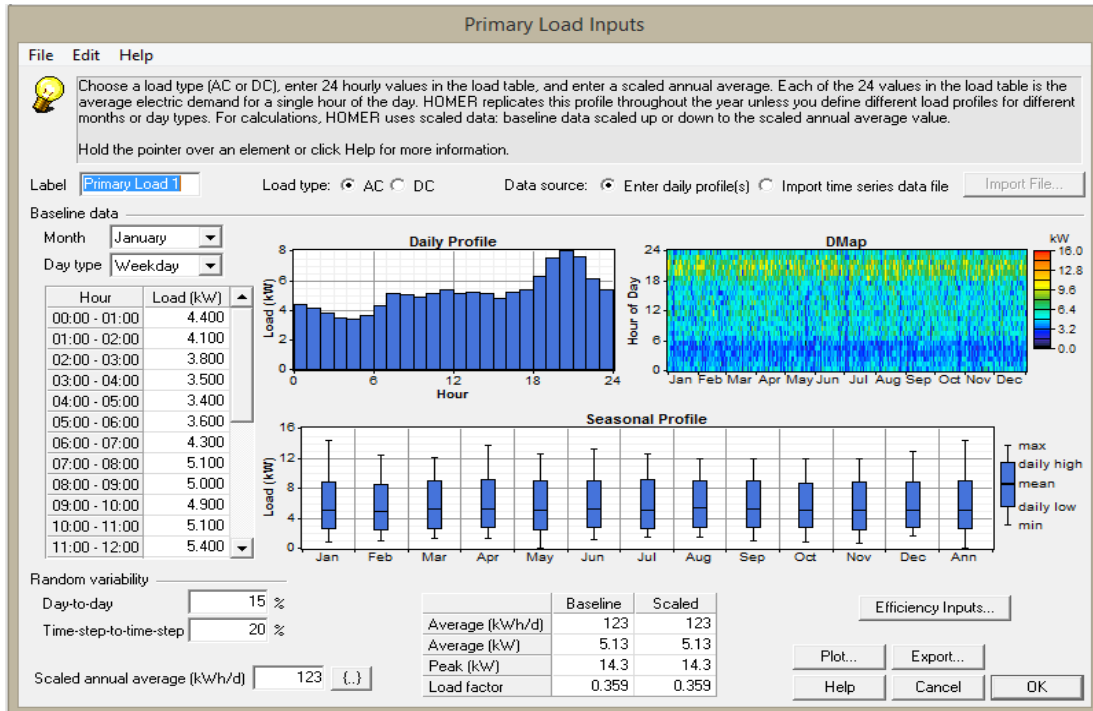 Primary Load Inputs
File Edit Help
Choose a load type (AC or DC), enter 24 hourly values in the load table, and enter a scaled annual average. Each of the 24 values in the load table is the
average electric demand for a single hour of the day. HOMER replicates this profile throughout the year unless you define different load profiles for different
months or day types. For calculations, HOMER uses scaled data: baseline data scaled up or down to the scaled annual average value.
Hold the pointer over an element or click Help for more information.
Label Primary Load 1 Load type: AC DC Data source: Enter daily profile(s) Import time series data file Import File...
Baseline data
Month January
Day type Weekday
Hour Load (kW)
00:00 - 01:00 4.400
01:00 - 02:00 4.100
02:00 - 03:00 3.800
03:00 - 04:00 3.500
04:00 - 05:00 3.400
05:00 - 06:00 3.600
06:00 - 07:00 4.300
07:00 - 08:00 5.100
08:00 - 09:00 5.000
09:00 - 10:00 4.900
10:00 - 11:00 5.100
11:00 - 12:00 5.400
Daily Profile
Load (kW)
8
6
4
2
0
0 6 12 18 24
Hour
DMap
Hour of Day
24
18
12
6
0
Jan Feb Mar Apr May Jun Jul Aug Sep Oct Nov Dec
kW
16.0
12.8
9.6
6.4
3.2
0.0
Seasonal Profile
Load (kW)
16
12
8
4
0
Jan Feb Mar Apr May Jun Jul Aug Sep Oct Nov Dec Ann
max
daily high
mean
daily low
min
Random variability
Day-to-day 15 %
Time-step-to-time-step 20 %
Scaled annual average (kWh/d) 123 {..}
Baseline Scaled
Average (kWh/d) 123 123
Average (kW) 5.13 5.13
Peak (kW) 14.3 14.3
Load factor 0.359 0.359
Efficiency Inputs...
Plot... Export...
Help Cancel OK